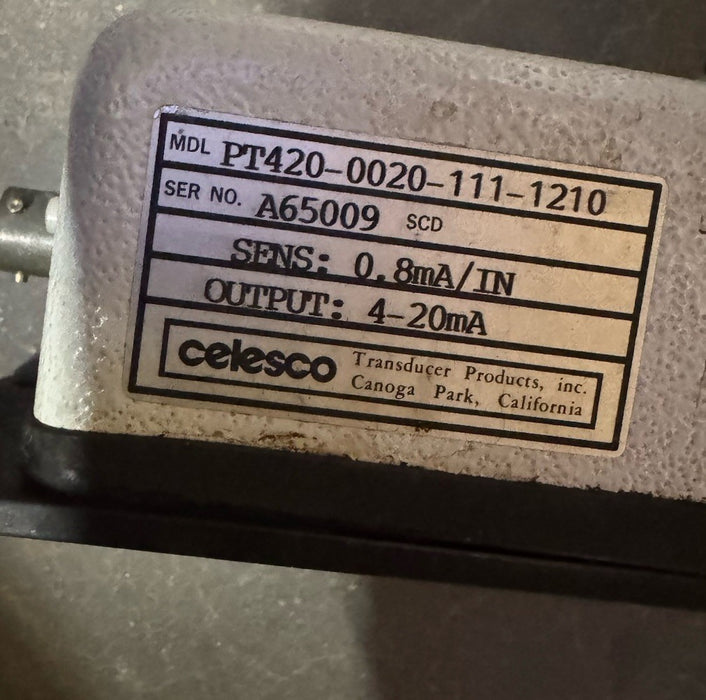 MDL PT420-0020-111-1210
SER NO. A65009 SCD
SENS: 0.8mA/IN
OUTPUT: 4-20mA
celesco
Transducer Products, inc.
Canoga Park, California